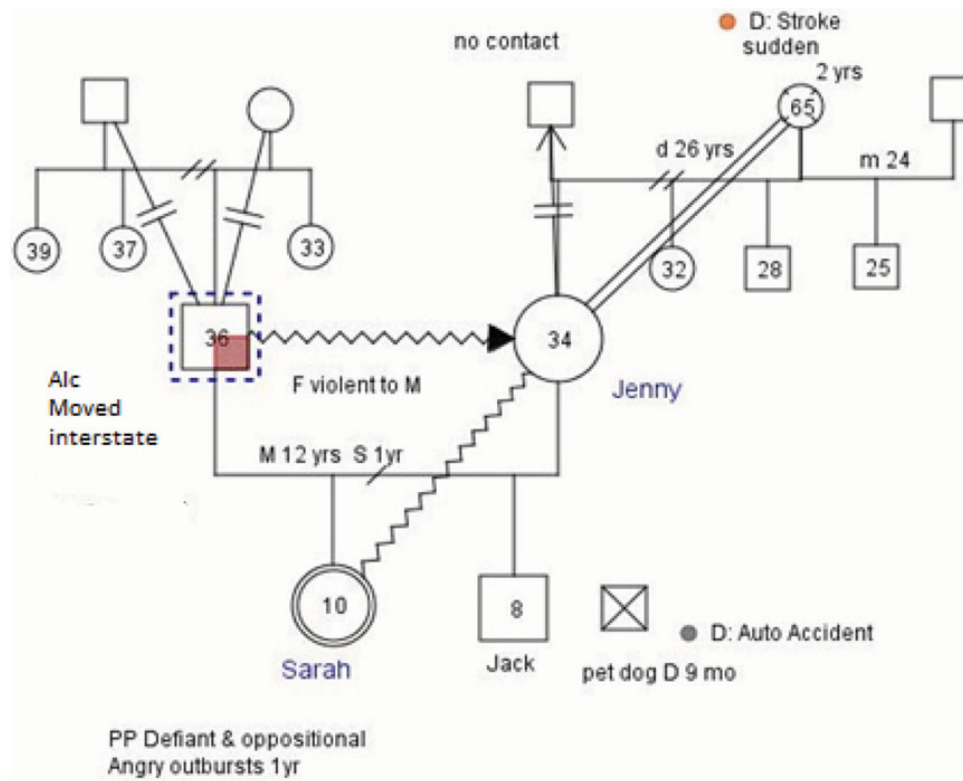 D: Stroke
sudden
no contact
2 yrs
65
d 26 yrs
m 24
39
37
33
32
28
25
36
34
F violent to M
Jenny
Alc
Moved
interstate
M 12 yrs S 1yr
10
8
Sarah
Jack
D: Auto Accident
pet dog D 9 mo
PP Defiant & oppositional
Angry outbursts 1yr